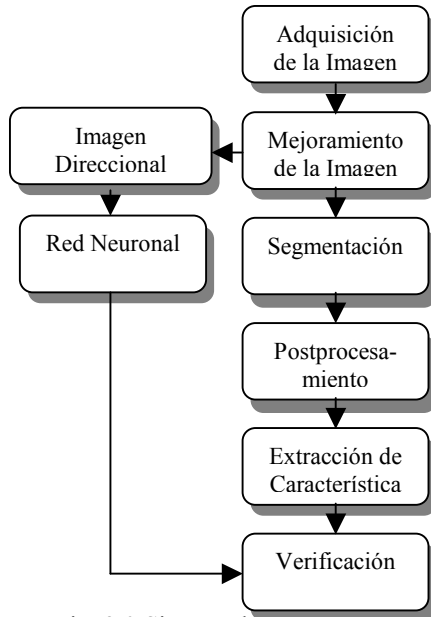 Adquisición
de la Imagen
Imagen
Direccional
Mejoramiento
de la Imagen
Red Neuronal
Segmentación
Postprocesa-
miento
Extracción de
Característica
Verificación